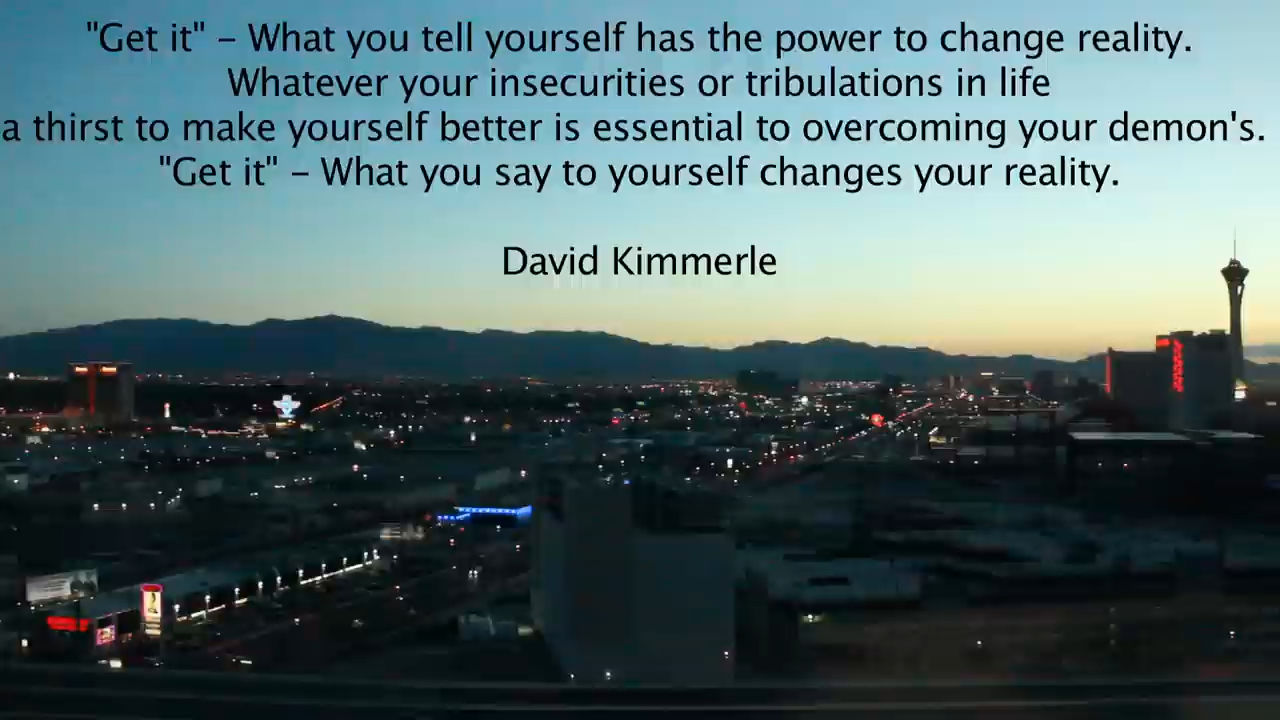 "Get it" – What you tell yourself has the power to change reality.
Whatever your insecurities or tribulations in life
a thirst to make yourself better is essential to overcoming your demon's.
"Get it" – What you say to yourself changes your reality.
David Kimmerle